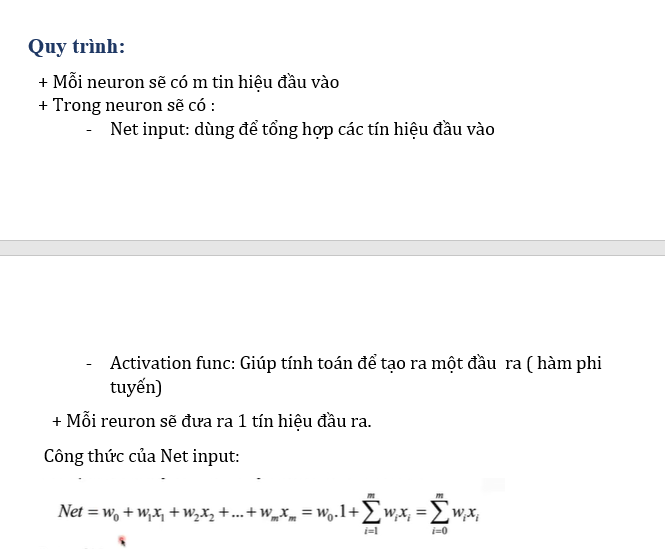 Quy trình:
+ Mỗi neuron sẽ có m tin hiệu đầu vào
+ Trong neuron sẽ có :
- Net input: dùng để tổng hợp các tín hiệu đầu vào
- Activation func: Giúp tính toán để tạo ra một đầu ra ( hàm phi
tuyến)
+ Mỗi reuron sẽ đưa ra 1 tín hiệu đầu ra.
Công thức của Net input:
Net = w₀ + w₁x₁ + w₂x₂ + ... + wₘxₘ = w₀.1 + ∑ᵢ₌₁ᵐ wᵢxᵢ = ∑ᵢ₌₀ᵐ wᵢxᵢ